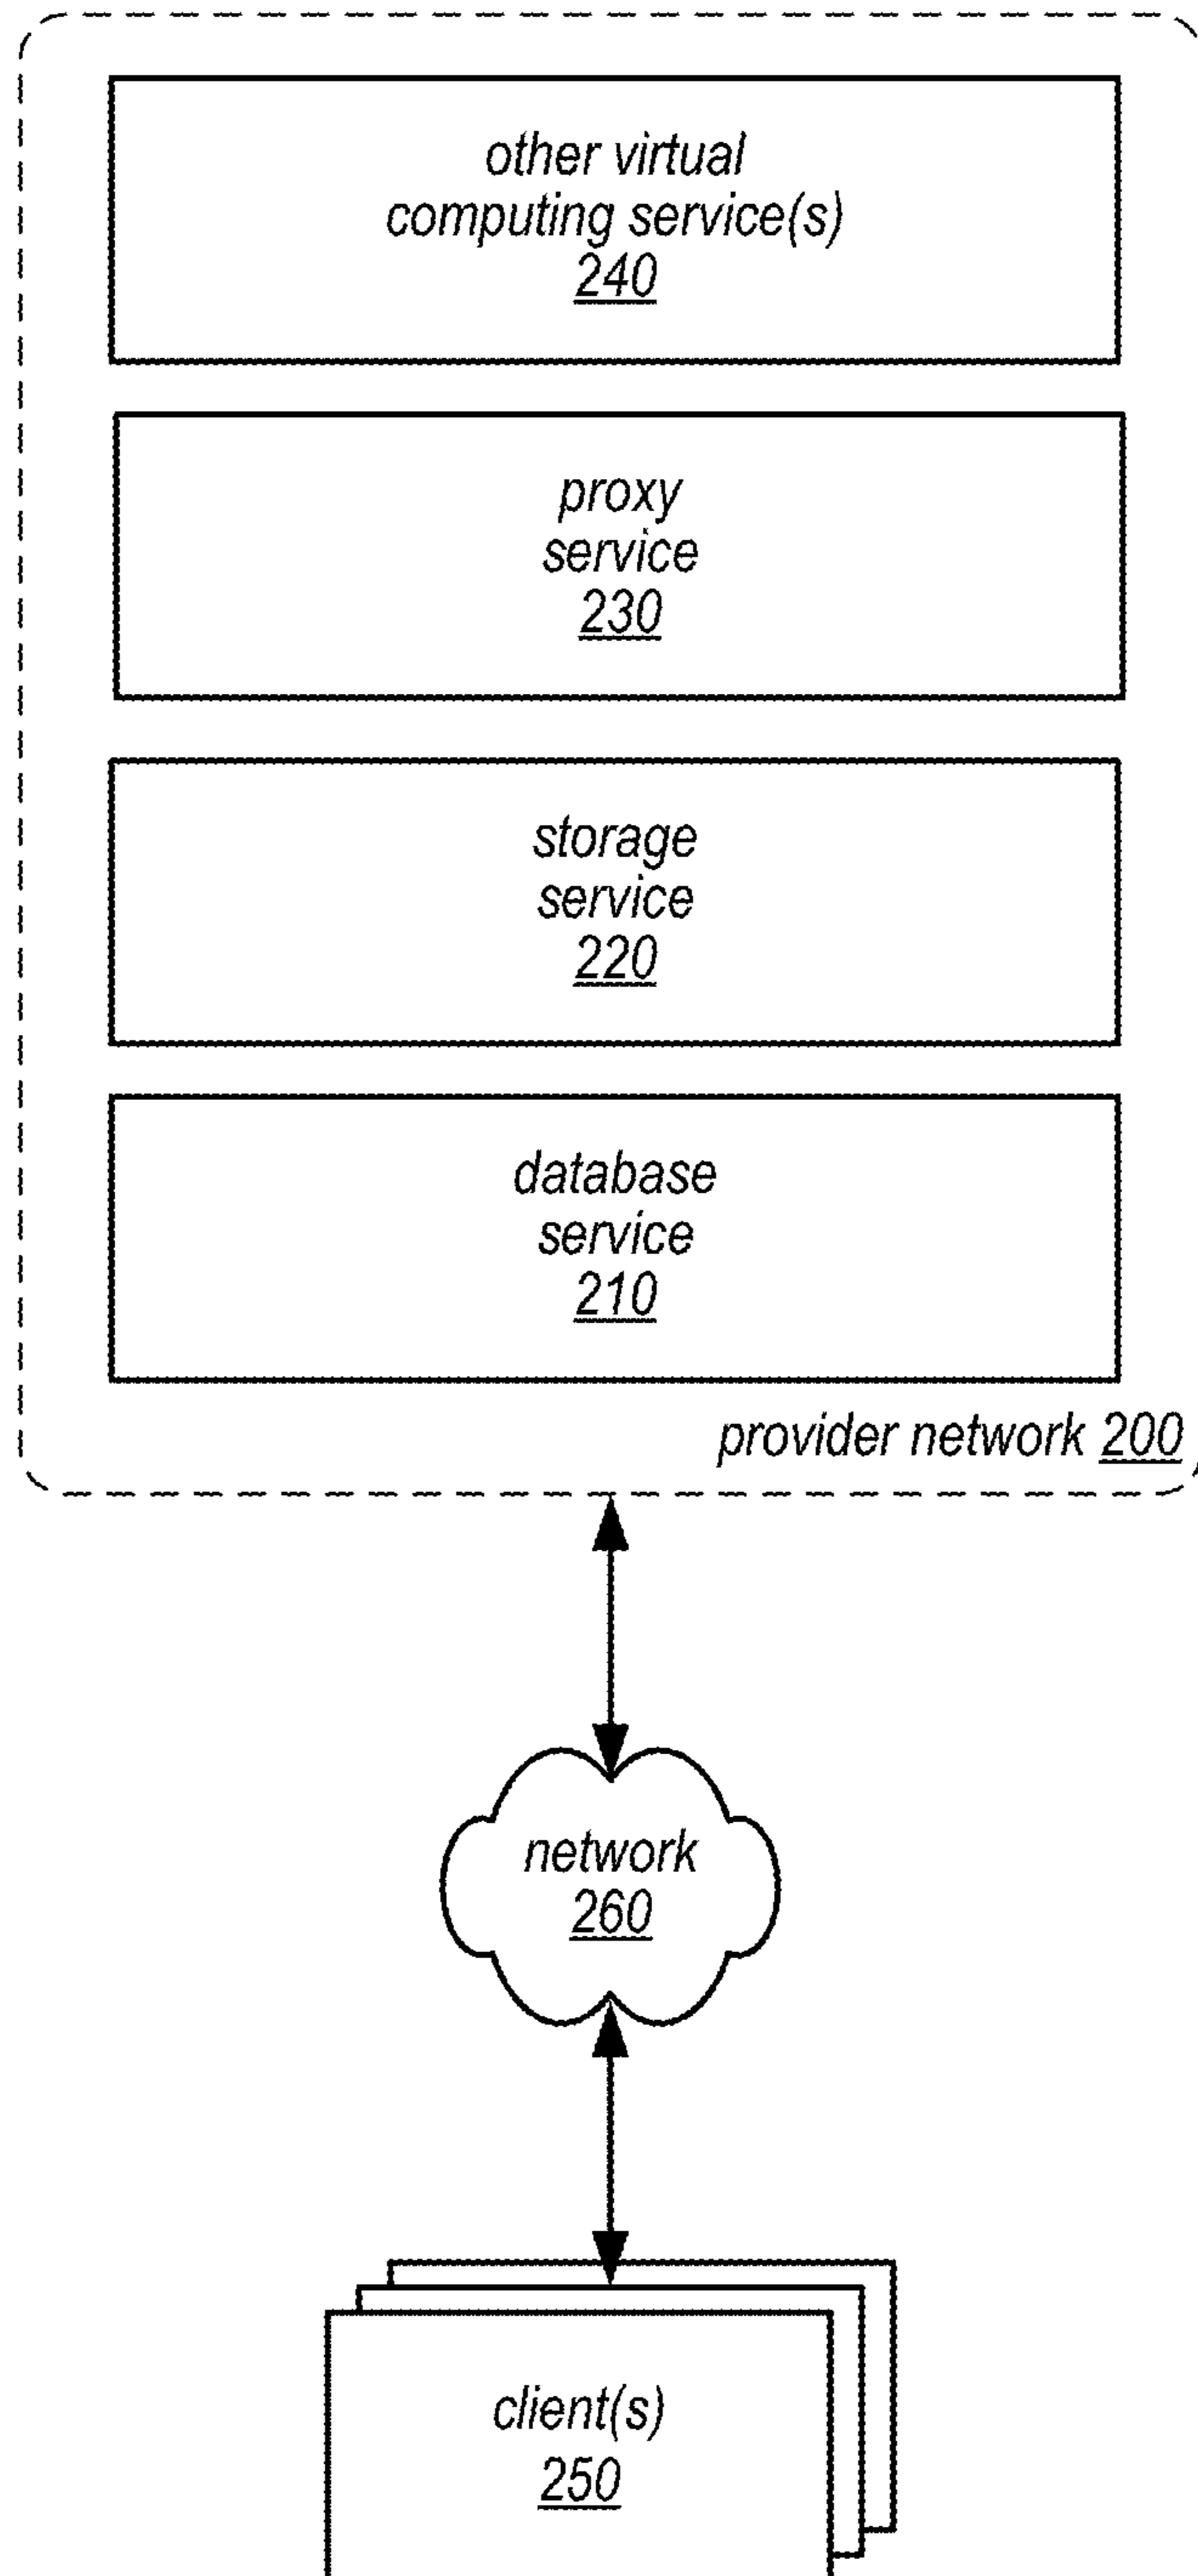 other virtual
computing service(s)
240
proxy
service
230
storage
service
220
database
service
210
provider network 200
network
260
client(s)
250